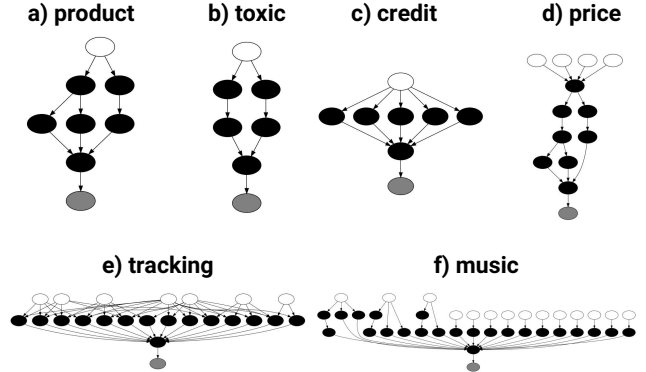 a) product
b) toxic
c) credit
d) price
e) tracking
f) music